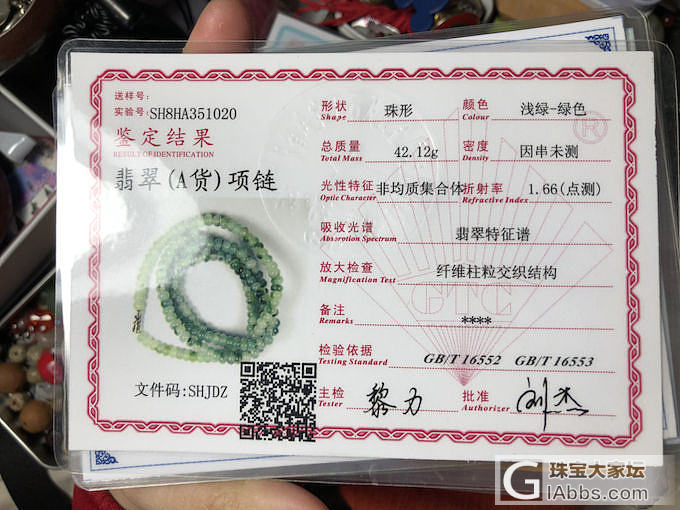 送样号:
实验号: SH8HA351020
鉴定结果
RESULT OF IDENTIFICATION
翡翠(A货)项链
文件码:SHJDZ
形状 珠形 颜色 浅绿-绿色
Shape Colour
总质量 42.12g 密度 因串未测
Total Mass Density
光性特征 非均质集合体 折射率 1.66(点测)
Optic Character Refractive Index
吸收光谱 翡翠特征谱
Absorption Spectrum
放大检查 纤维柱粒交织结构
Magnification Test
备注 ****
Remarks
检验依据 GB/T 16552 GB/T 16553
Testing Standard
主检 黎力 批准 刘杰
Tester Authorizer
GTC
®
珠宝大家坛
GIAbbs.com